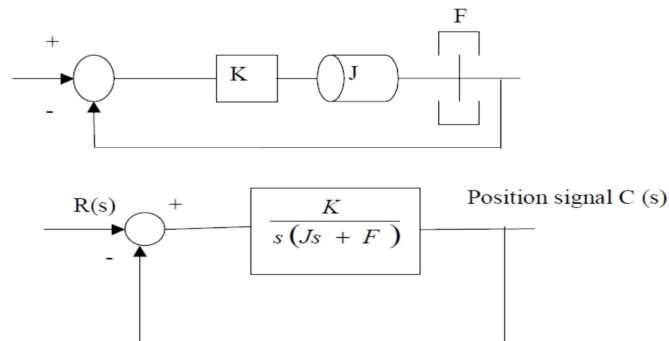 F
+
K
J
-
R(s)
+
Position signal C (s)
K
s (Js + F )
-